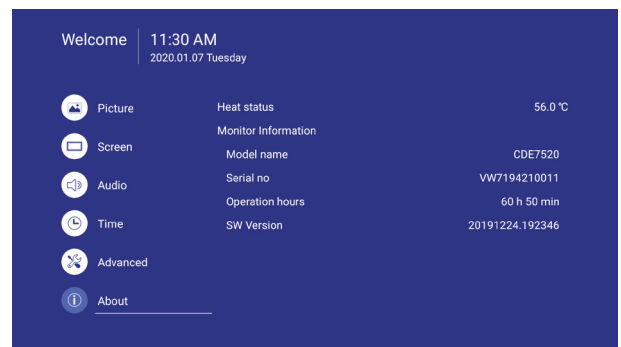 Welcome
11:30 AM
2020.01.07 Tuesday
Picture
Screen
Audio
Time
Advanced
About
Heat status 56.0 ℃
Monitor Information
Model name CDE7520
Serial no VW7194210011
Operation hours 60 h 50 min
SW Version 20191224.192346